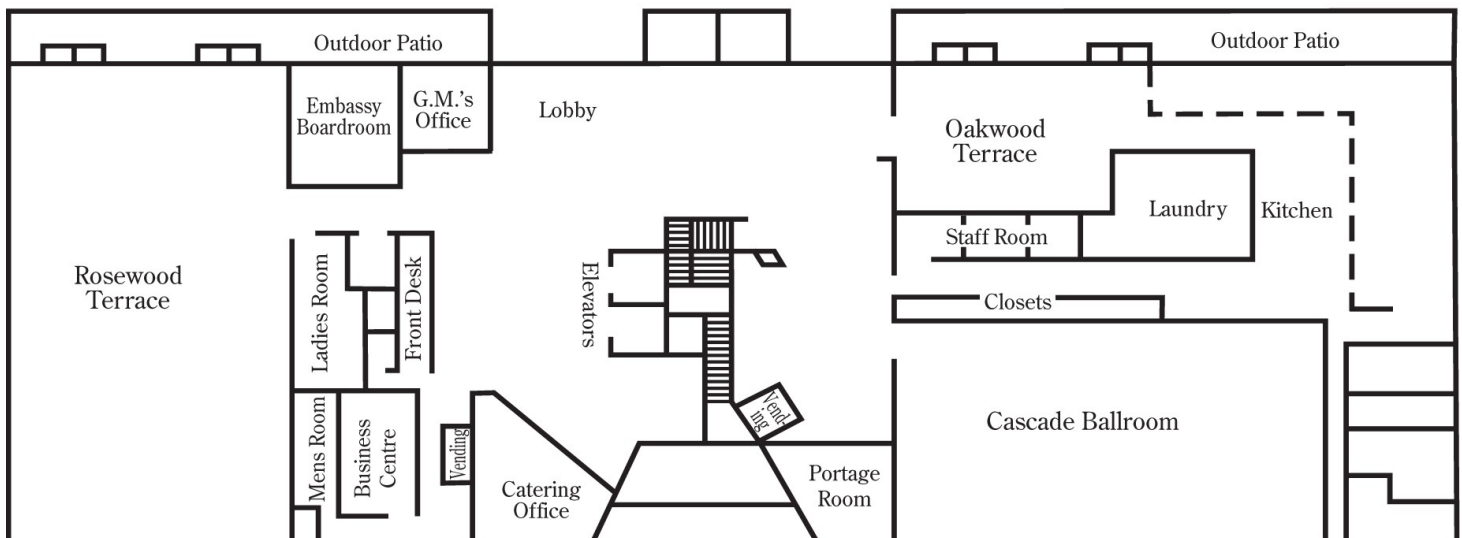 Outdoor Patio
Outdoor Patio
Embassy
Boardroom
G.M.'s
Office
Lobby
Oakwood
Terrace
Laundry
Kitchen
Staff Room
Rosewood
Terrace
Ladies Room
Front Desk
Elevators
Closets
Mens Room
Business
Centre
Vending
Catering
Office
Vend-
ing
Portage
Room
Cascade Ballroom